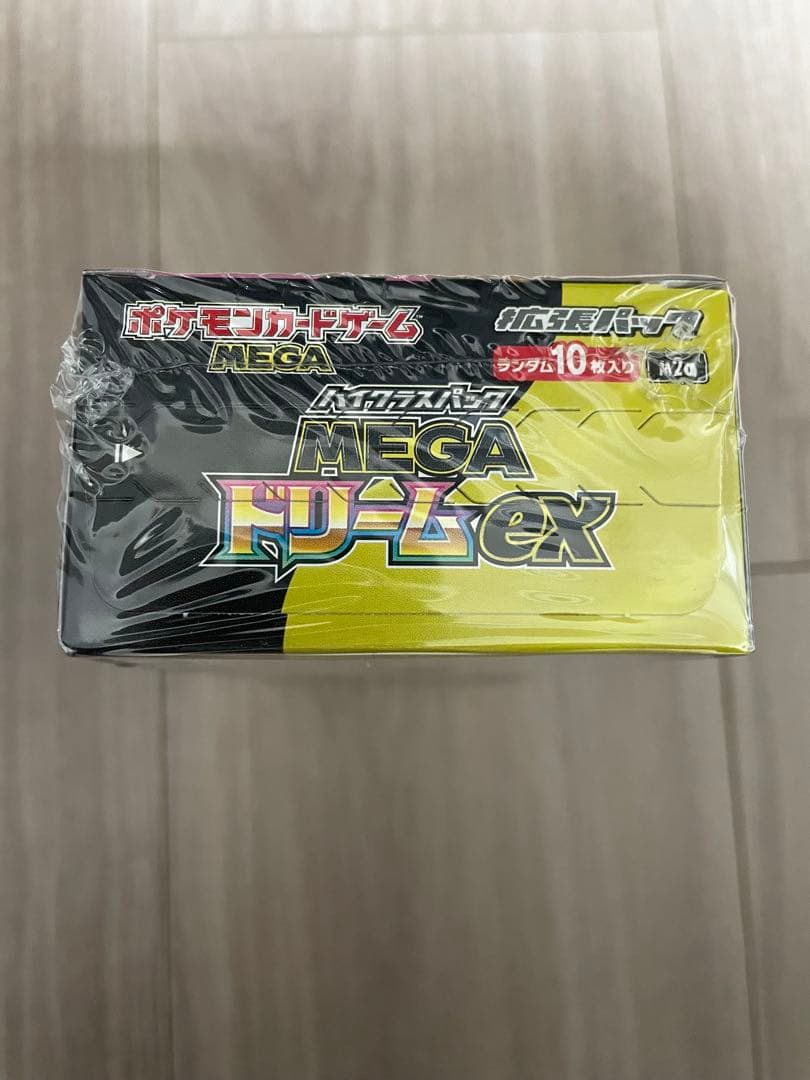 ポケモンカードゲーム
MEGA
拡張パック
ランダム10枚入り
M2a
ハイクラスパック
MEGA
ドリームex